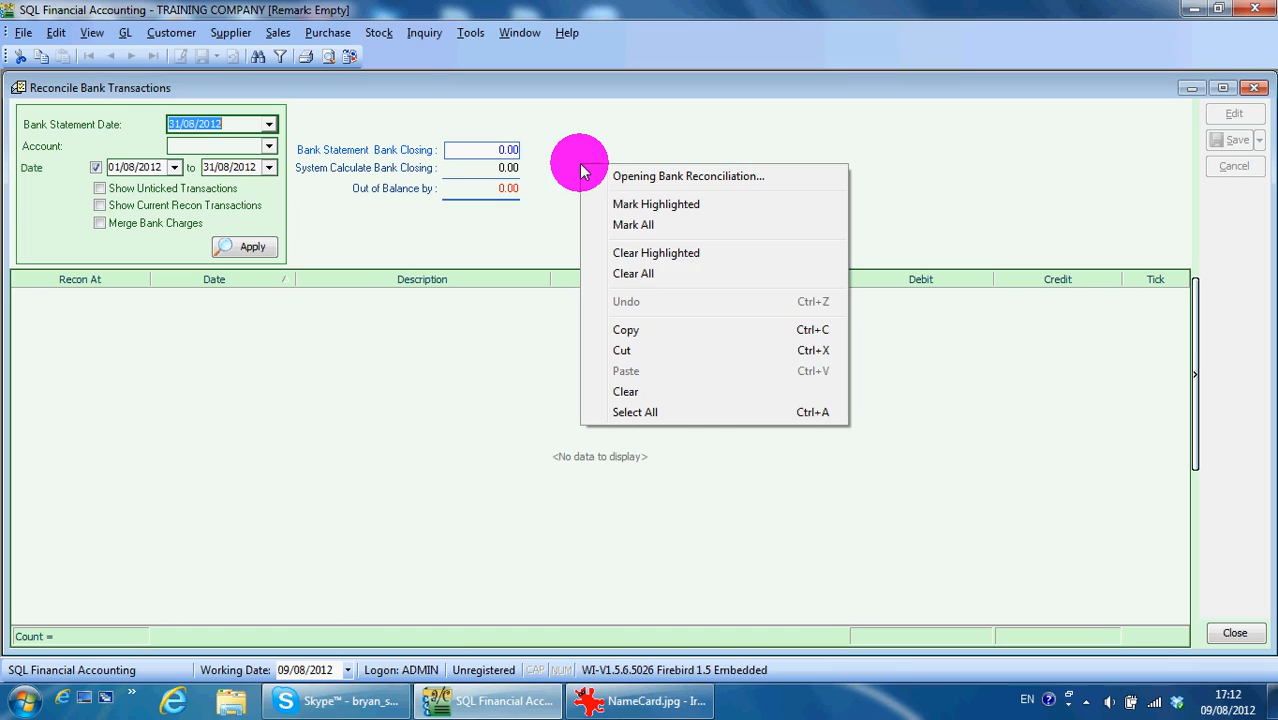 SQL Financial Accounting - TRAINING COMPANY [Remark: Empty]
File Edit View GL Customer Supplier Sales Purchase Stock Inquiry Tools Window Help
Reconcile Bank Transactions
Bank Statement Date: 31/08/2012
Account:
Date 01/08/2012 to 31/08/2012
Show Unticked Transactions
Show Current Recon Transactions
Merge Bank Charges
Apply
Bank Statement Bank Closing : 0.00
System Calculate Bank Closing : 0.00
Out of Balance by : 0.00
Opening Bank Reconciliation...
Mark Highlighted
Mark All
Clear Highlighted
Clear All
Undo Ctrl+Z
Copy Ctrl+C
Cut Ctrl+X
Paste Ctrl+V
Clear
Select All Ctrl+A
Edit
Save
Cancel
Recon At Date Description Debit Credit Tick
<No data to display>
Count =
Close
SQL Financial Accounting Working Date: 09/08/2012 Logon: ADMIN Unregistered CAP NUM WI-V1.5.6.5026 Firebird 1.5 Embedded
Skype™ - bryan_s... SQL Financial Acc... NameCard.jpg - Ir... EN 17:12
09/08/2012